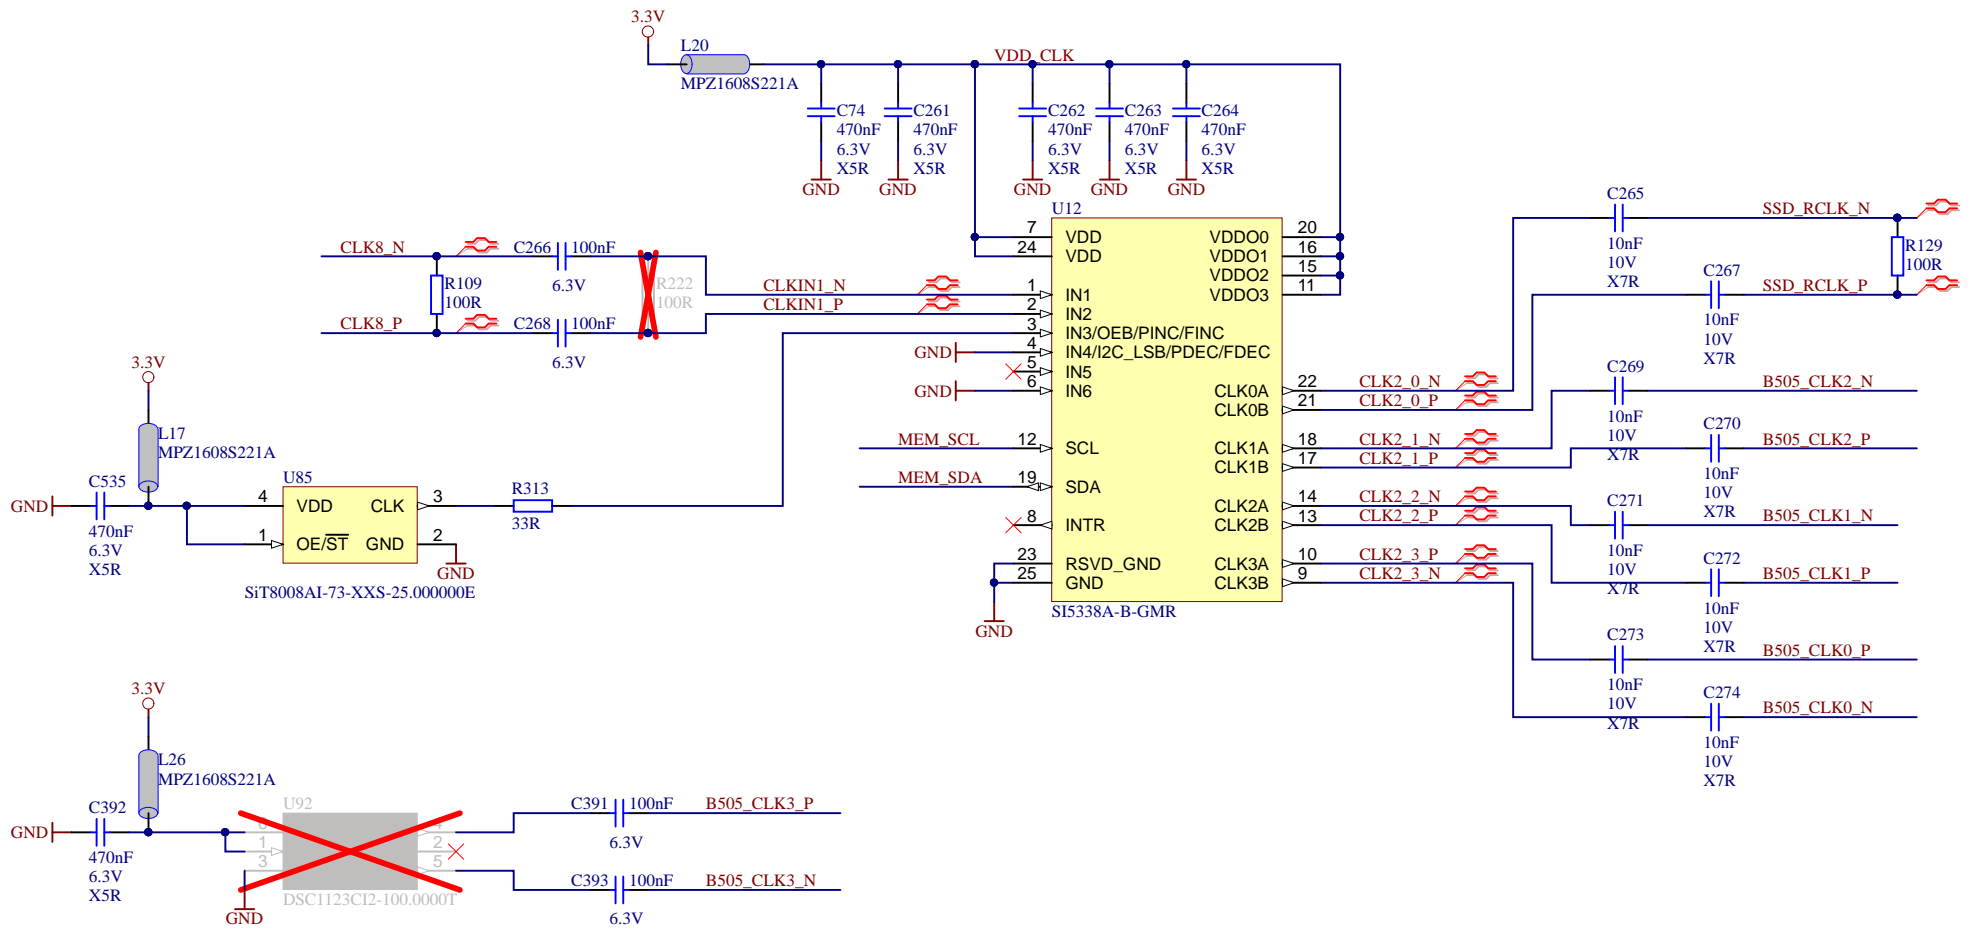 3.3V
L20
MPZ1608S221A
VDD_CLK
C74
470nF
6.3V
X5R
GND
C261
470nF
6.3V
X5R
GND
C262
470nF
6.3V
X5R
GND
C263
470nF
6.3V
X5R
GND
C264
470nF
6.3V
X5R
GND
CLK8_N
R109
100R
CLK8_P
C266 100nF
6.3V
C268 100nF
6.3V
R222
100R
CLKIN1_N
CLKIN1_P
GND
GND
MEM_SCL
MEM_SDA
U12
7 VDD
24 VDD
1 IN1
2 IN2
3 IN3/OEB/PINC/FINC
4 IN4/I2C_LSB/PDEC/FDEC
5 IN5
6 IN6
12 SCL
19 SDA
8 INTR
23 RSVD_GND
25 GND
VDDO0 20
VDDO1 16
VDDO2 15
VDDO3 11
CLK0A 22
CLK0B 21
CLK1A 18
CLK1B 17
CLK2A 14
CLK2B 13
CLK3A 10
CLK3B 9
SI5338A-B-GMR
GND
CLK2_0_N
CLK2_0_P
CLK2_1_N
CLK2_1_P
CLK2_2_N
CLK2_2_P
CLK2_3_P
CLK2_3_N
C265
10nF
10V
X7R
SSD_RCLK_N
R129
100R
C267
10nF
10V
X7R
SSD_RCLK_P
C269
10nF
10V
X7R
B505_CLK2_N
C270
10nF
10V
X7R
B505_CLK2_P
C271
10nF
10V
X7R
B505_CLK1_N
C272
10nF
10V
X7R
B505_CLK1_P
C273
10nF
10V
X7R
B505_CLK0_P
C274
10nF
10V
X7R
B505_CLK0_N
3.3V
L17
MPZ1608S221A
GND
C535
470nF
6.3V
X5R
U85
4 VDD CLK 3
1 OE/ST GND 2
SiT8008AI-73-XXS-25.000000E
GND
R313
33R
3.3V
L26
MPZ1608S221A
GND
C392
470nF
6.3V
X5R
U92
1
3
2
5
DSC1123CI2-100.0000T
GND
C391 100nF
6.3V
B505_CLK3_P
C393 100nF
6.3V
B505_CLK3_N